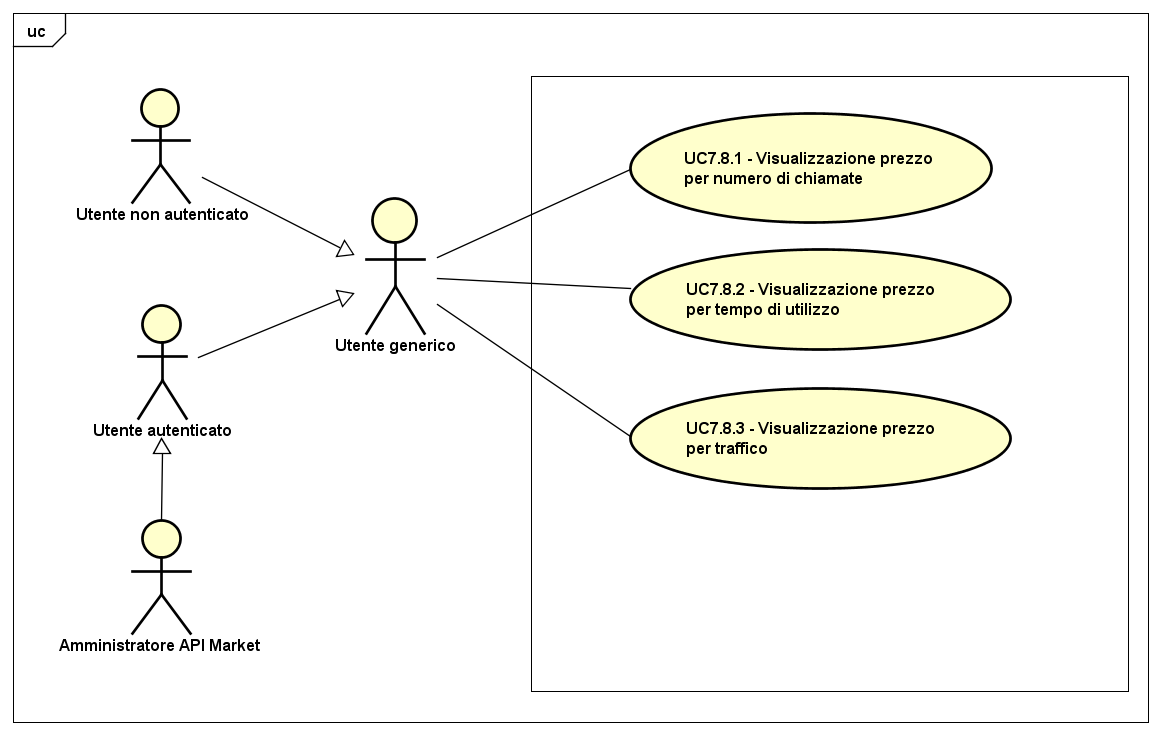 uc
Utente non autenticato
Utente generico
Utente autenticato
Amministratore API Market
UC7.8.1 - Visualizzazione prezzo
per numero di chiamate
UC7.8.2 - Visualizzazione prezzo
per tempo di utilizzo
UC7.8.3 - Visualizzazione prezzo
per traffico